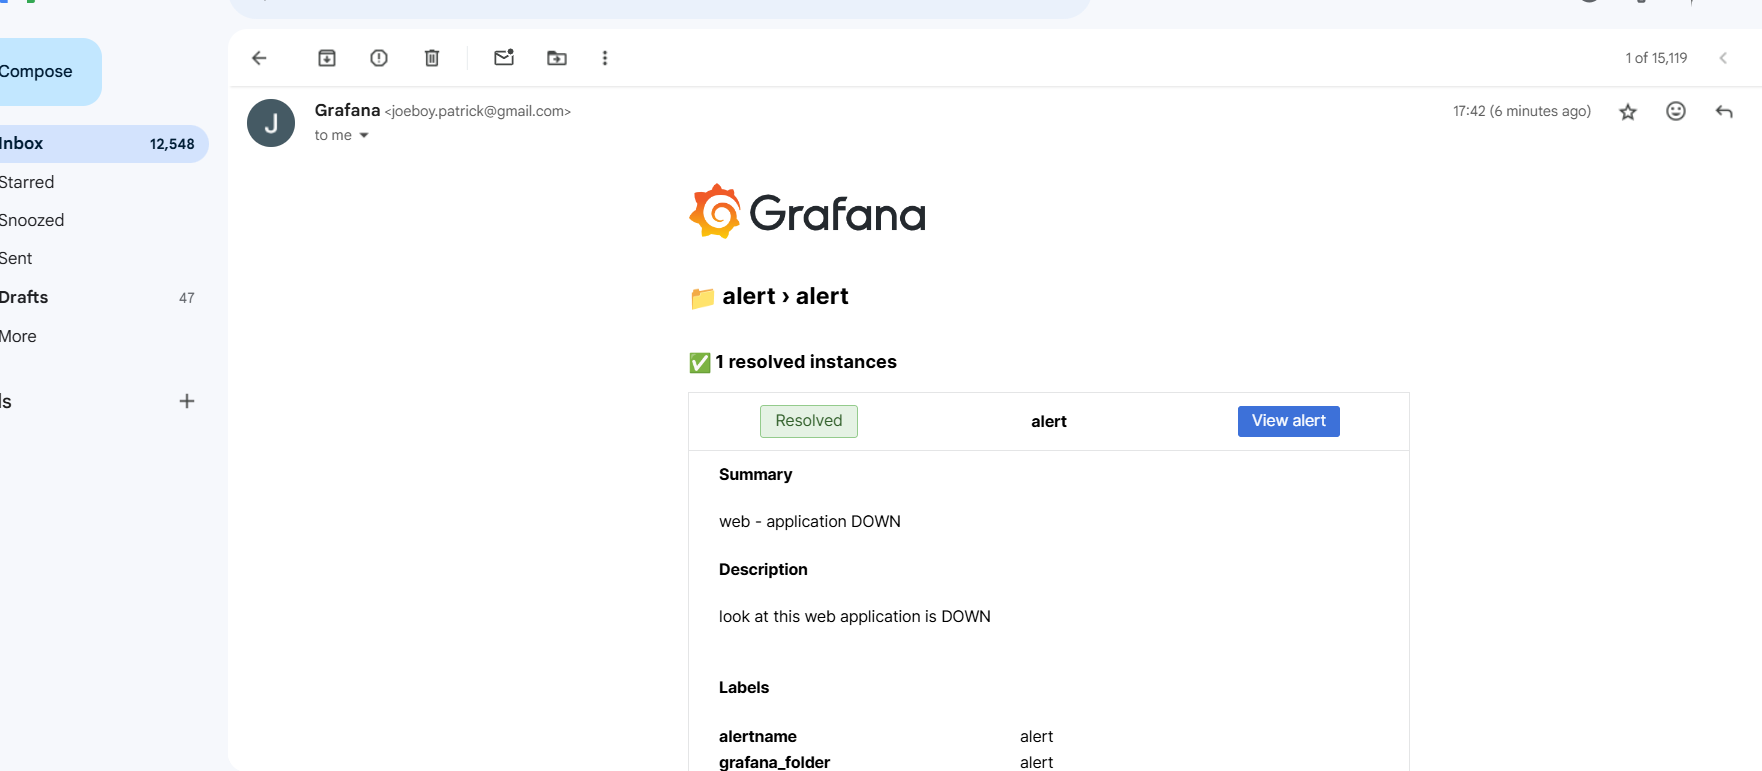 Compose
1 of 15,119
Inbox 12,548
Starred
Snoozed
Sent
Drafts 47
More
ls
J
Grafana <joeboy.patrick@gmail.com>
17:42 (6 minutes ago)
to me
Grafana
alert › alert
1 resolved instances
Resolved alert View alert
Summary
web - application DOWN
Description
look at this web application is DOWN
Labels
alertname alert
grafana_folder alert